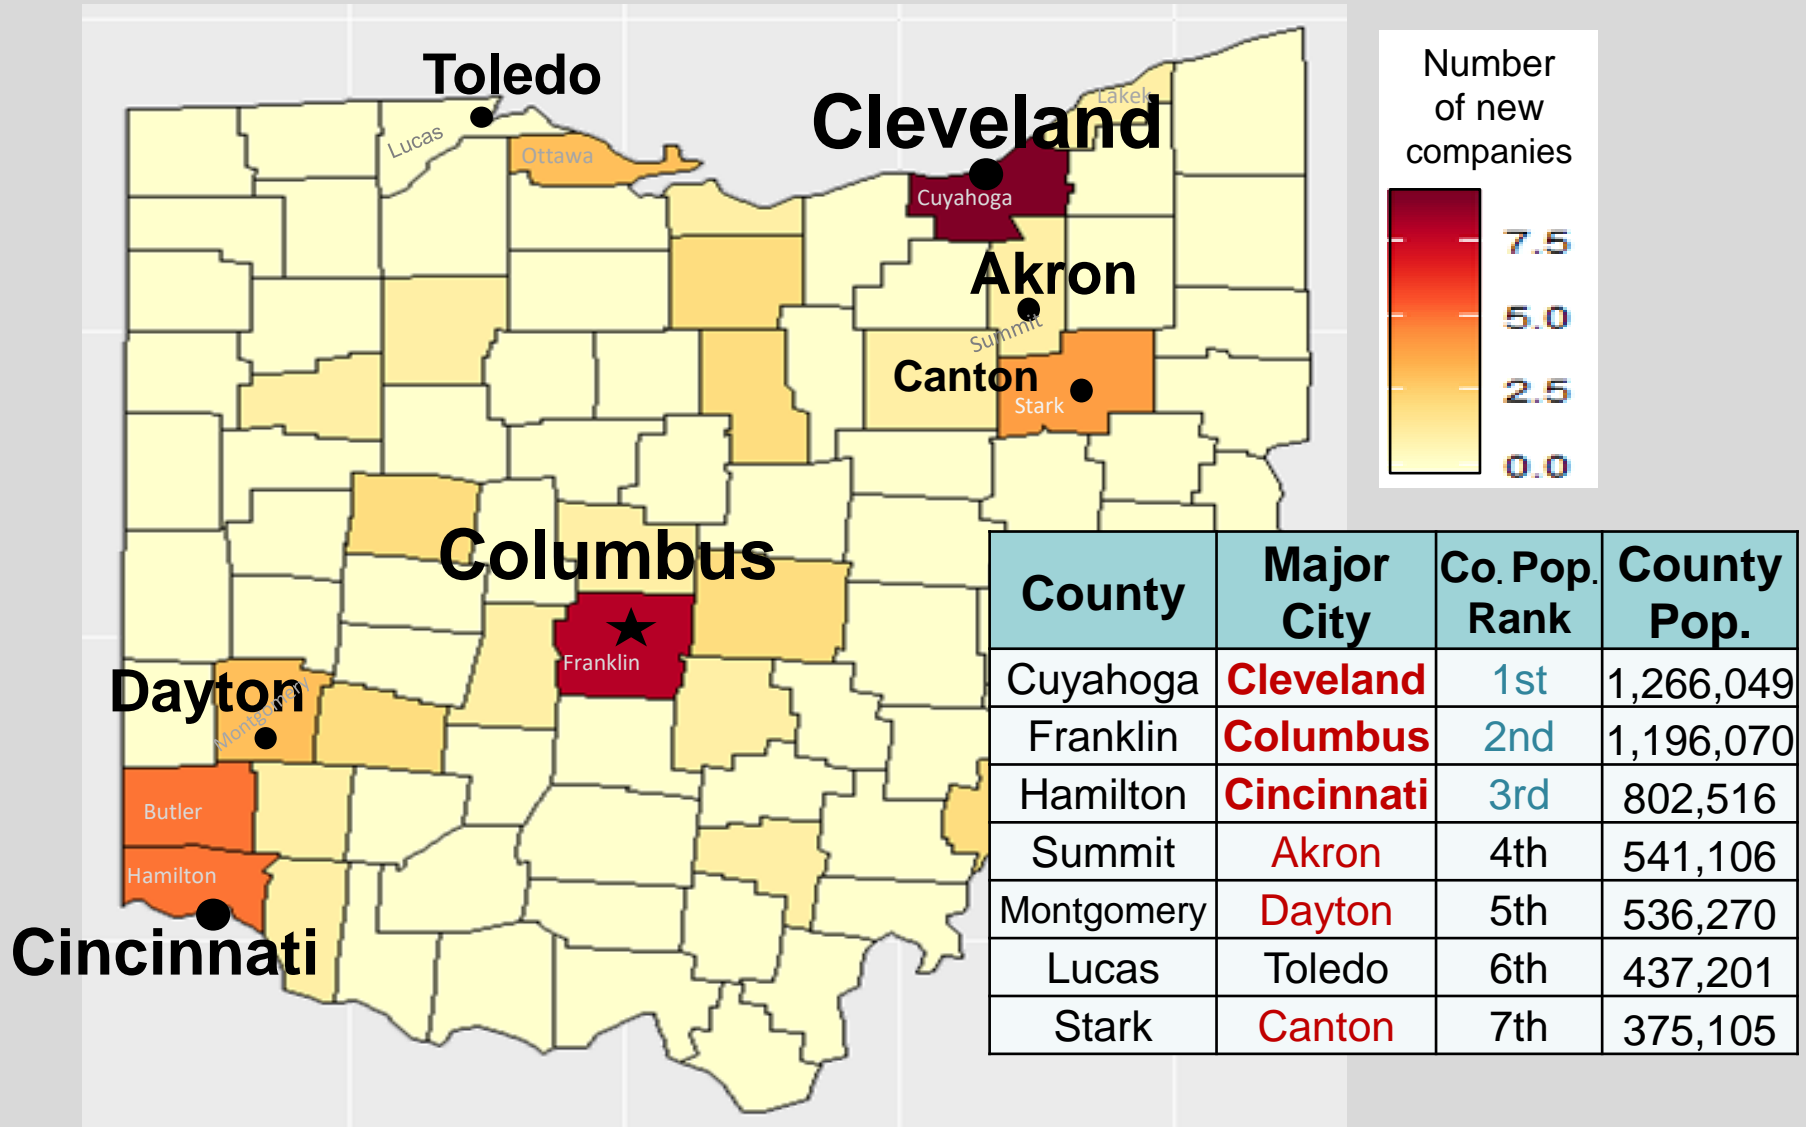 Toledo
Cleveland
Lakek
Lucas
Ottawa
Cuyahoga
Akron
Summit
Canton
Stark
Columbus
Franklin
Dayton
Montgomery
Butler
Hamilton
Cincinnati
Number
of new
companies
7.5
5.0
2.5
0.0
County Major City Co. Pop. Rank County Pop.
Cuyahoga Cleveland 1st 1,266,049
Franklin Columbus 2nd 1,196,070
Hamilton Cincinnati 3rd 802,516
Summit Akron 4th 541,106
Montgomery Dayton 5th 536,270
Lucas Toledo 6th 437,201
Stark Canton 7th 375,105